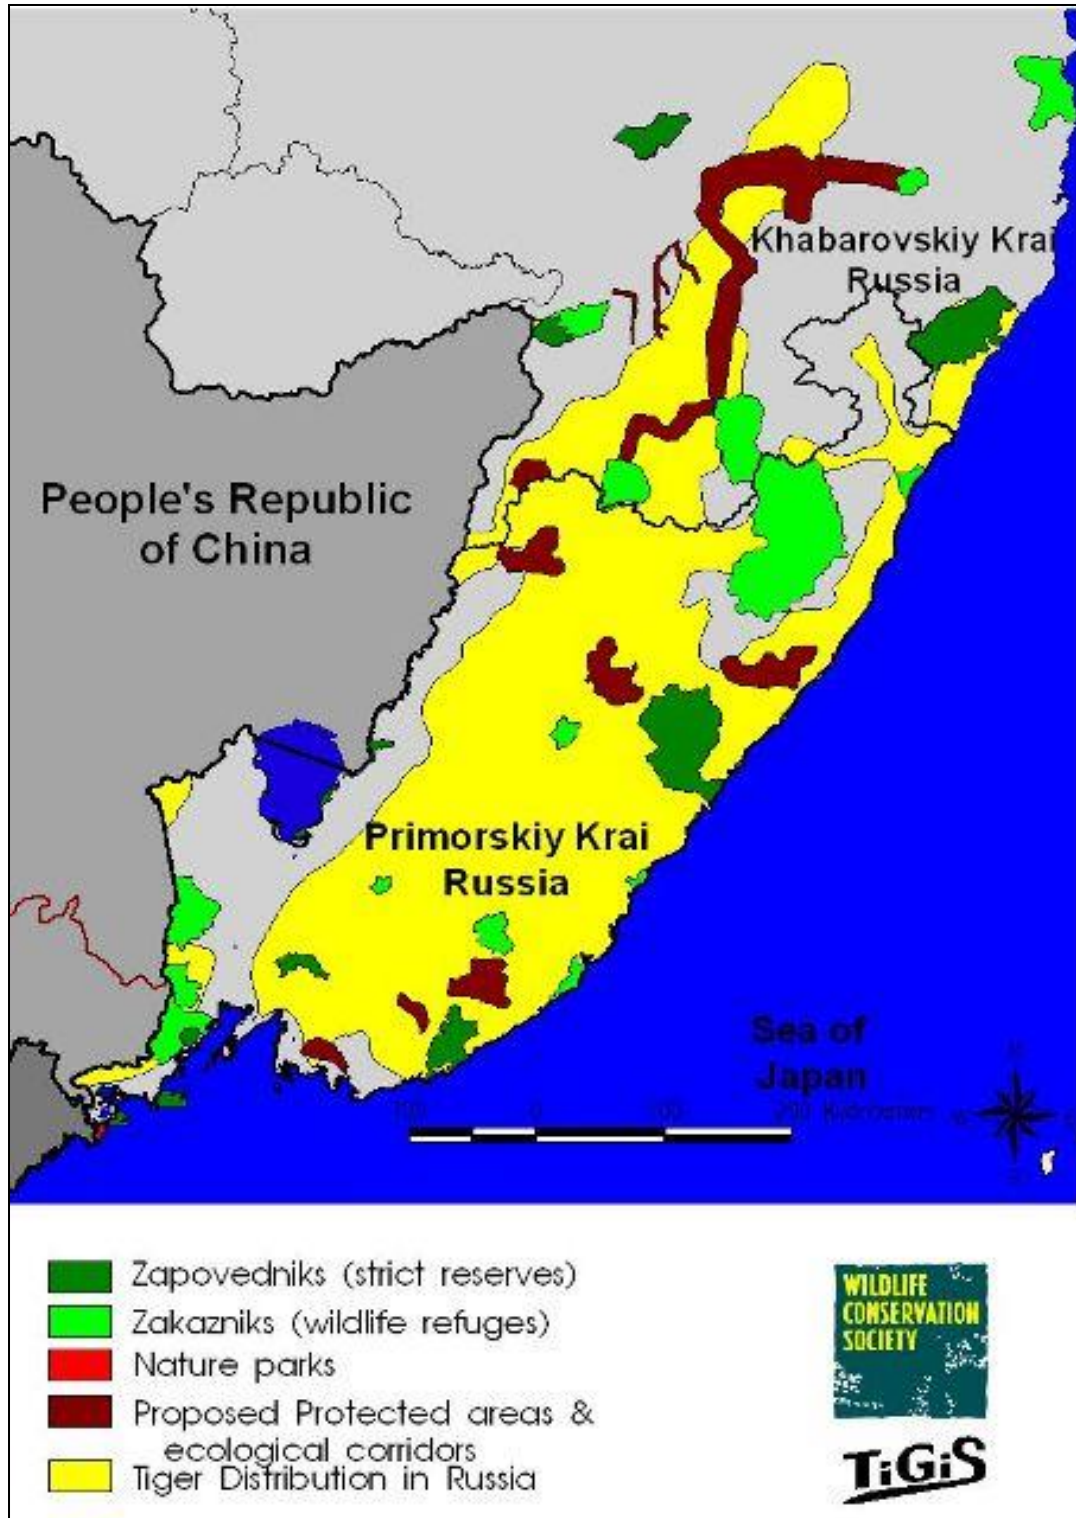 Khabarovskiy Krai
Russia
People's Republic
of China
Primorskiy Krai
Russia
Sea of
Japan
100 0 100 200 Kilometers
Zapovedniks (strict reserves)
Zakazniks (wildlife refuges)
Nature parks
Proposed Protected areas &
ecological corridors
Tiger Distribution in Russia
WILDLIFE
CONSERVATION
SOCIETY
TiGiS